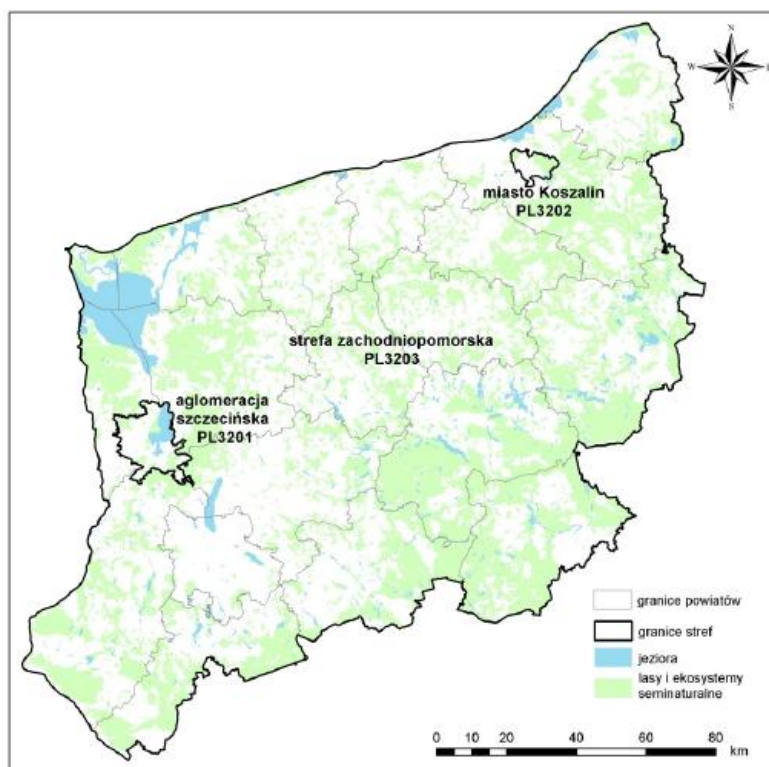 N
W
E
S
miasto Koszalin
PL3202
strefa zachodniopomorska
PL3203
aglomeracja
szczecińska
PL3201
granice powiatów
granice stref
jeziora
lasy i ekosystemy
seminaturalne
0 10 20 40 60 80
km